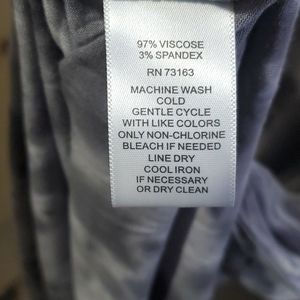 97% VISCOSE
3% SPANDEX
RN 73163
MACHINE WASH
COLD
GENTLE CYCLE
WITH LIKE COLORS
ONLY NON-CHLORINE
BLEACH IF NEEDED
LINE DRY
COOL IRON
IF NECESSARY
OR DRY CLEAN